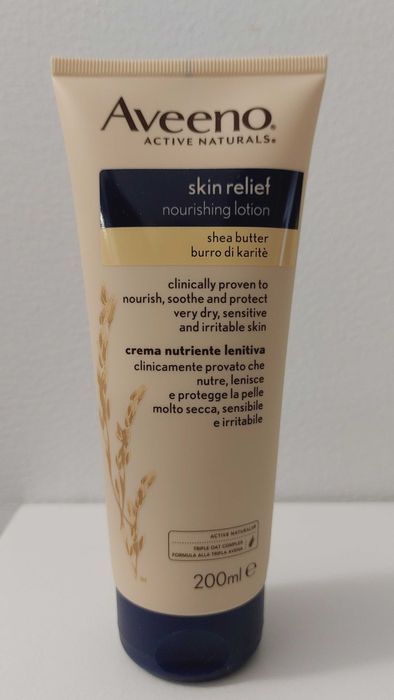 Aveeno®
ACTIVE NATURALS®
skin relief
nourishing lotion
shea butter
burro di karitè
clinically proven to
nourish, soothe and protect
very dry, sensitive
and irritable skin
crema nutriente lenitiva
clinicamente provato che
nutre, lenisce
e protegge la pelle
molto secca, sensibile
e irritabile
ACTIVE NATURALS®
TRIPLE OAT COMPLEX
FORMULA ALLA TRIPLA AVENA
200ml e